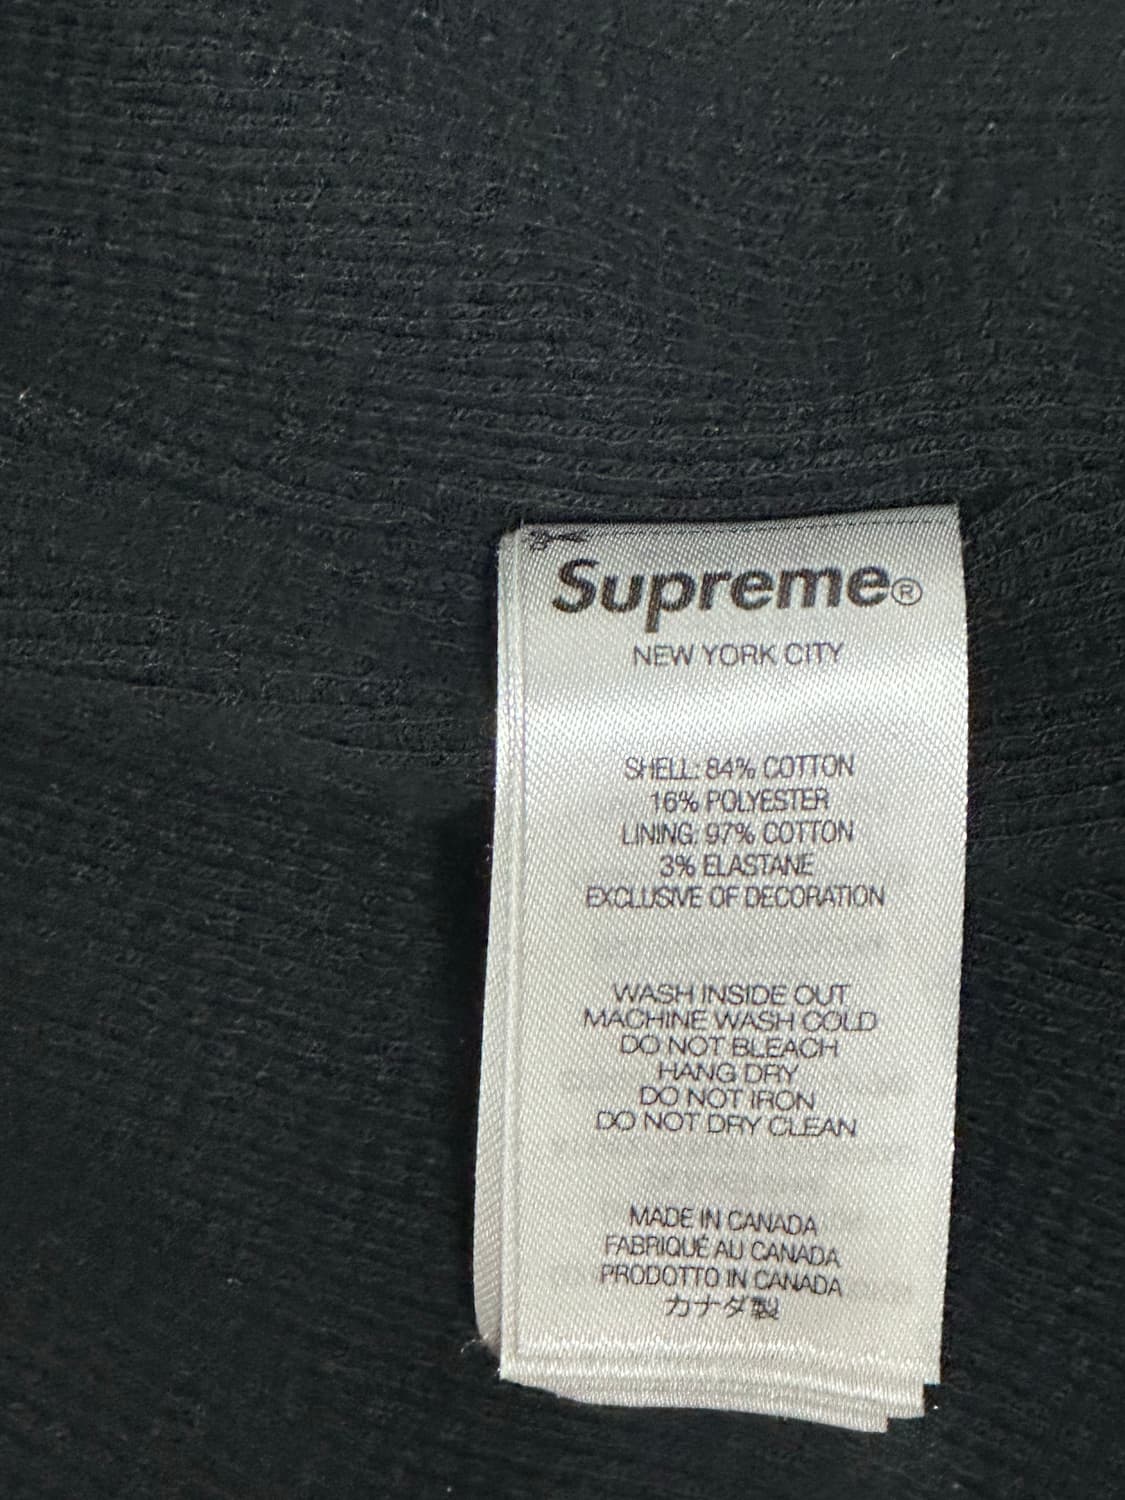 Supreme®
NEW YORK CITY
SHELL: 84% COTTON
16% POLYESTER
LINING: 97% COTTON
3% ELASTANE
EXCLUSIVE OF DECORATION
WASH INSIDE OUT
MACHINE WASH COLD
DO NOT BLEACH
HANG DRY
DO NOT IRON
DO NOT DRY CLEAN
MADE IN CANADA
FABRIQUÉ AU CANADA
PRODOTTO IN CANADA
カナダ製